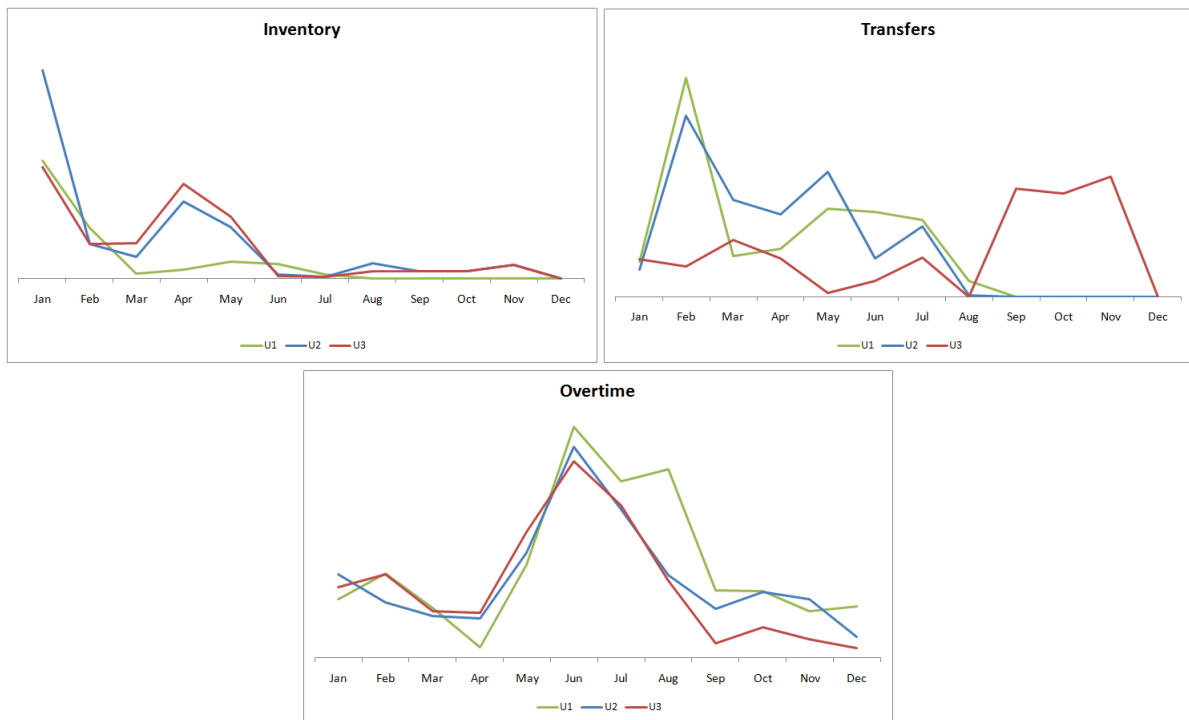 Inventory
Jan Feb Mar Apr May Jun Jul Aug Sep Oct Nov Dec
U1 U2 U3
Transfers
Jan Feb Mar Apr May Jun Jul Aug Sep Oct Nov Dec
U1 U2 U3
Overtime
Jan Feb Mar Apr May Jun Jul Aug Sep Oct Nov Dec
U1 U2 U3